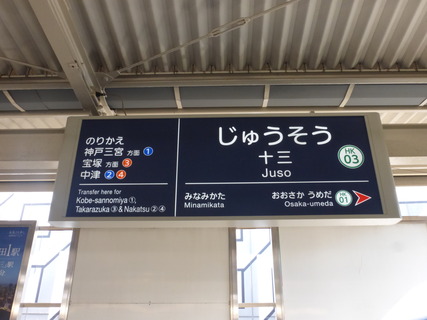 のりかえ
神戸三宮 方面 1
宝塚 方面 3
中津 2 4
Transfer here for
Kobe-sannomiya ①,
Takarazuka ③ & Nakatsu ② ④
じゅうそう
十三
Juso
HK
03
みなみかた
Minamikata
おおさか うめだ
Osaka-umeda
HK
01